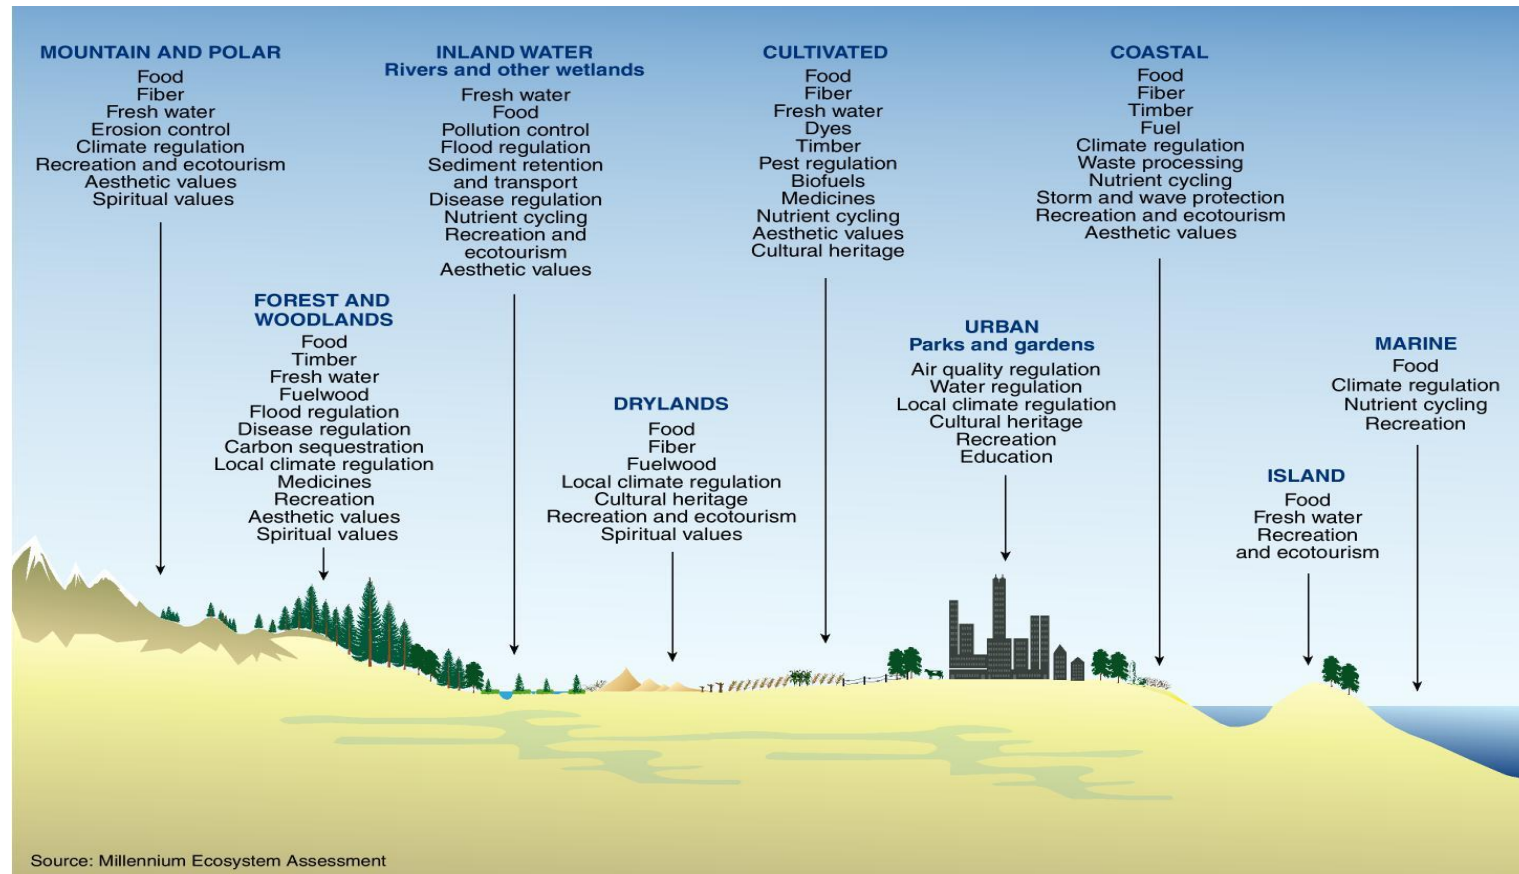 MOUNTAIN AND POLAR
Food
Fiber
Fresh water
Erosion control
Climate regulation
Recreation and ecotourism
Aesthetic values
Spiritual values
FOREST AND
WOODLANDS
Food
Timber
Fresh water
Fuelwood
Flood regulation
Disease regulation
Carbon sequestration
Local climate regulation
Medicines
Recreation
Aesthetic values
Spiritual values
INLAND WATER
Rivers and other wetlands
Fresh water
Food
Pollution control
Flood regulation
Sediment retention
and transport
Disease regulation
Nutrient cycling
Recreation and
ecotourism
Aesthetic values
DRYLANDS
Food
Fiber
Fuelwood
Local climate regulation
Cultural heritage
Recreation and ecotourism
Spiritual values
CULTIVATED
Food
Fiber
Fresh water
Dyes
Timber
Pest regulation
Biofuels
Medicines
Nutrient cycling
Aesthetic values
Cultural heritage
URBAN
Parks and gardens
Air quality regulation
Water regulation
Local climate regulation
Cultural heritage
Recreation
Education
COASTAL
Food
Fiber
Timber
Fuel
Climate regulation
Waste processing
Nutrient cycling
Storm and wave protection
Recreation and ecotourism
Aesthetic values
ISLAND
Food
Fresh water
Recreation
and ecotourism
MARINE
Food
Climate regulation
Nutrient cycling
Recreation
Source: Millennium Ecosystem Assessment